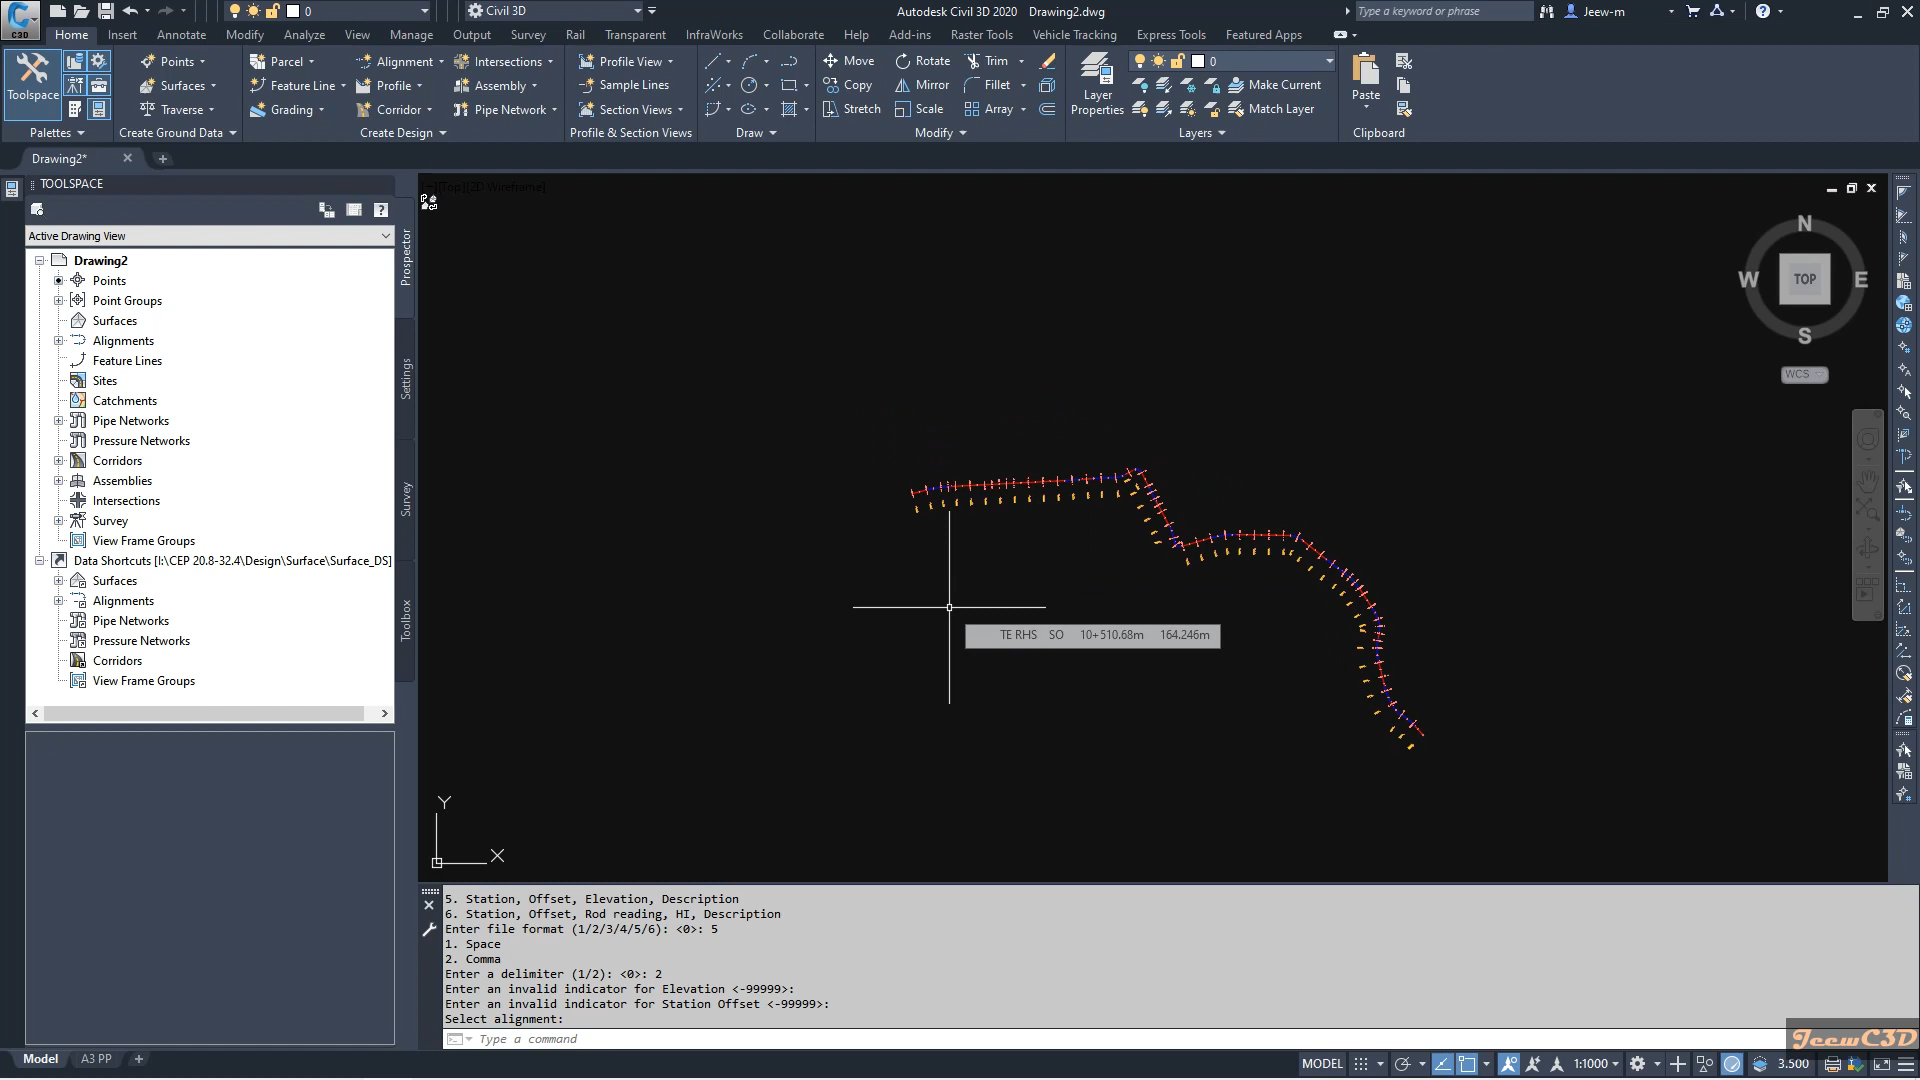 C3D
0
Civil 3D
Autodesk Civil 3D 2020 Drawing2.dwg
Type a keyword or phrase
Jeew-m
Home Insert Annotate Modify Analyze View Manage Output Survey Rail Transparent InfraWorks Collaborate Help Add-ins Raster Tools Vehicle Tracking Express Tools Featured Apps
Points Parcel Alignment Intersections Profile View Move Rotate Trim 0
Toolspace Surfaces Feature Line Profile Assembly Sample Lines Copy Mirror Fillet Layer Properties Make Current Paste
Traverse Grading Corridor Pipe Network Section Views Stretch Scale Array Match Layer
Palettes Create Ground Data Create Design Profile & Section Views Draw Modify Layers Clipboard
Drawing2*
TOOLSPACE
[-][Top][2D Wireframe]
Active Drawing View
Drawing2
Points
Point Groups
Surfaces
Alignments
Feature Lines
Sites
Catchments
Pipe Networks
Pressure Networks
Corridors
Assemblies
Intersections
Survey
View Frame Groups
Data Shortcuts [I:\CEP 20.8-32.4\Design\Surface\Surface_DS]
Surfaces
Alignments
Pipe Networks
Pressure Networks
Corridors
View Frame Groups
Prospector
Settings
Survey
Toolbox
N
W TOP E
S
WCS
TE RHS SO 10+510.68m 164.246m
Y
X
5. Station, Offset, Elevation, Description
6. Station, Offset, Rod reading, HI, Description
Enter file format (1/2/3/4/5/6): <0>: 5
1. Space
2. Comma
Enter a delimiter (1/2): <0>: 2
Enter an invalid indicator for Elevation <-99999>:
Enter an invalid indicator for Station Offset <-99999>:
Select alignment:
Type a command
JeewC3D
Model A3 PP
MODEL 1:1000 3.500